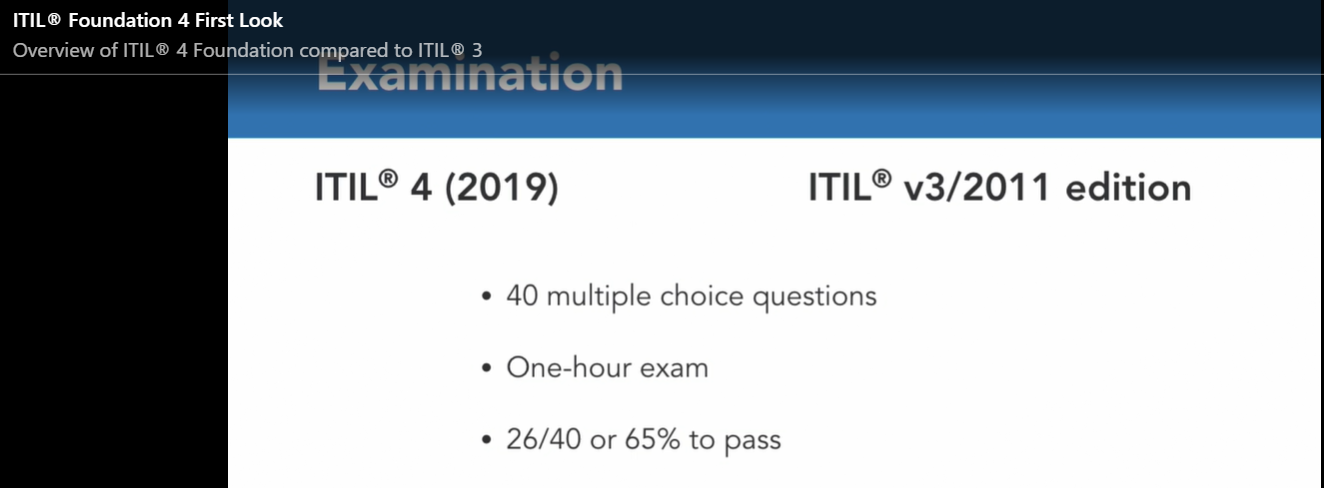 ITIL® Foundation 4 First Look
Overview of ITIL® 4 Foundation compared to ITIL® 3
Examination
ITIL® 4 (2019)
ITIL® v3/2011 edition
• 40 multiple choice questions
• One-hour exam
• 26/40 or 65% to pass